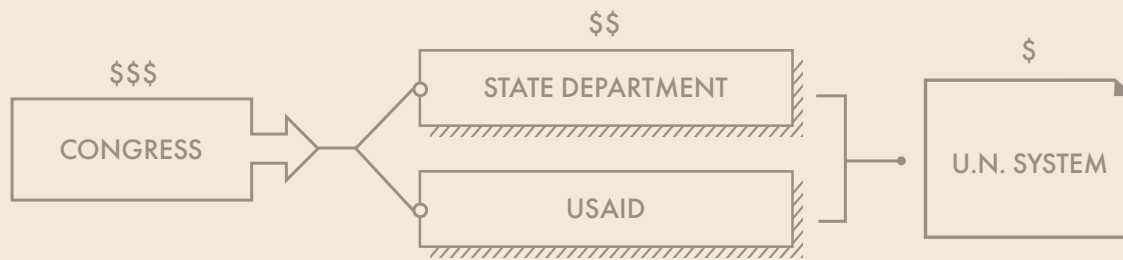 $$$
CONGRESS
$$
STATE DEPARTMENT
USAID
$
U.N. SYSTEM